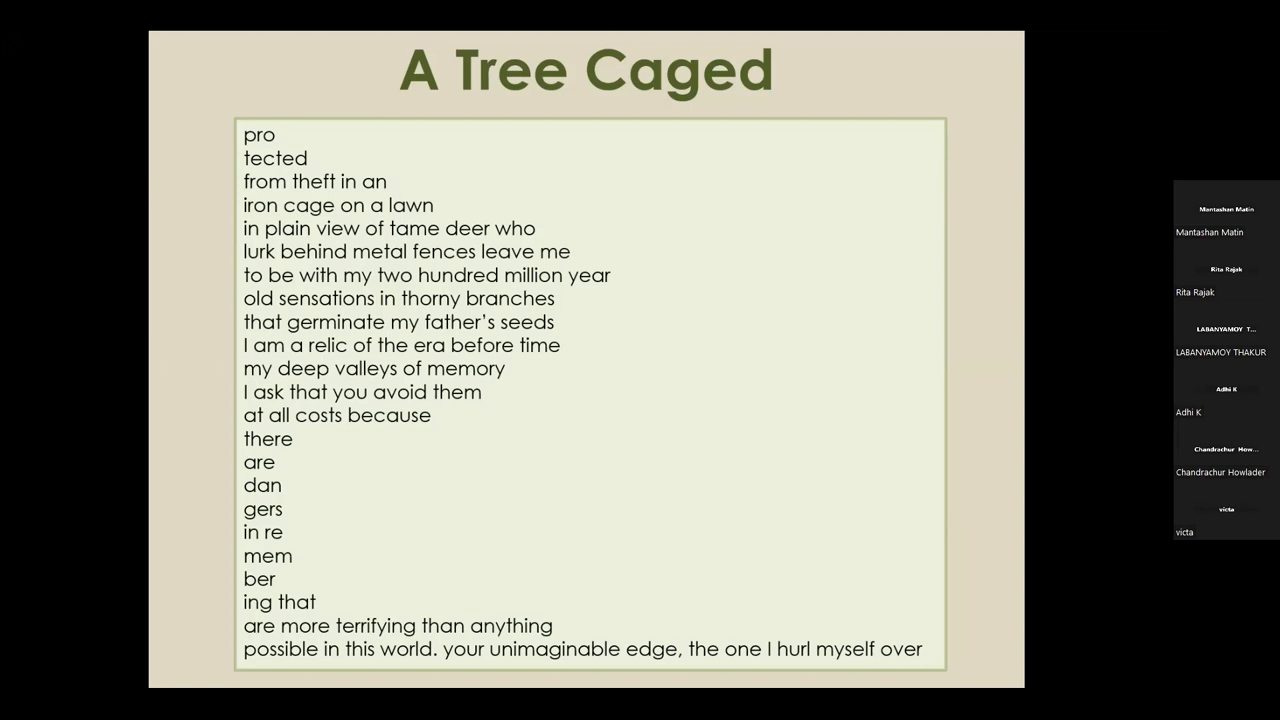 A Tree Caged
pro
tected
from theft in an
iron cage on a lawn
in plain view of tame deer who
lurk behind metal fences leave me
to be with my two hundred million year
old sensations in thorny branches
that germinate my father’s seeds
I am a relic of the era before time
my deep valleys of memory
I ask that you avoid them
at all costs because
there
are
dan
gers
in re
mem
ber
ing that
are more terrifying than anything
possible in this world. your unimaginable edge, the one I hurl myself over
Mantashan Matin
Mantashan Matin
Rita Rajak
Rita Rajak
LABANYAMOY T...
LABANYAMOY THAKUR
Adhi K
Adhi K
Chandrachur How...
Chandrachur Howlader
victa
victa